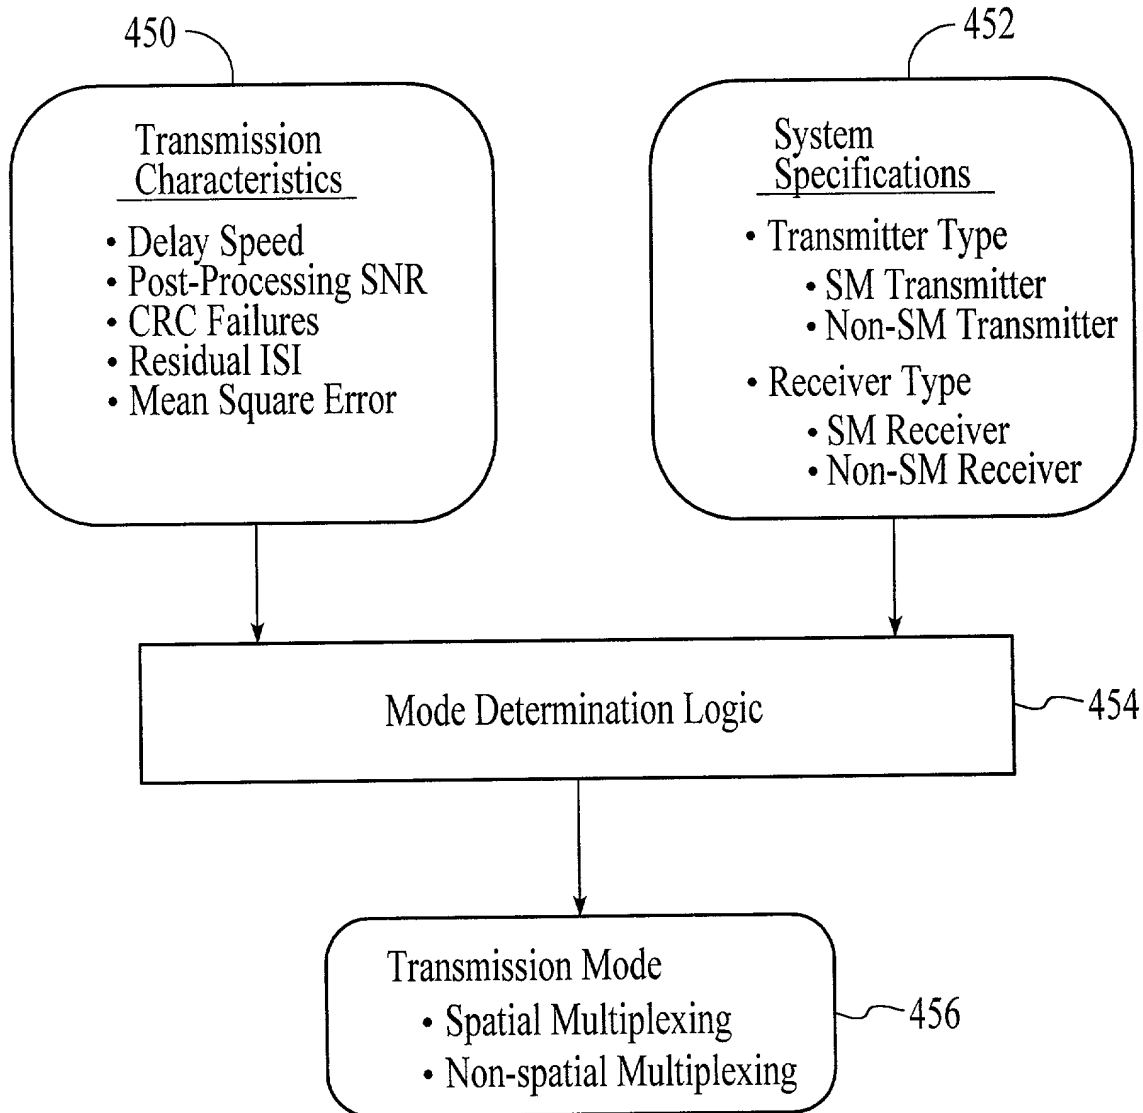 450
Transmission
Characteristics
• Delay Speed
• Post-Processing SNR
• CRC Failures
• Residual ISI
• Mean Square Error
452
System
Specifications
• Transmitter Type
• SM Transmitter
• Non-SM Transmitter
• Receiver Type
• SM Receiver
• Non-SM Receiver
Mode Determination Logic
454
Transmission Mode
• Spatial Multiplexing
• Non-spatial Multiplexing
456